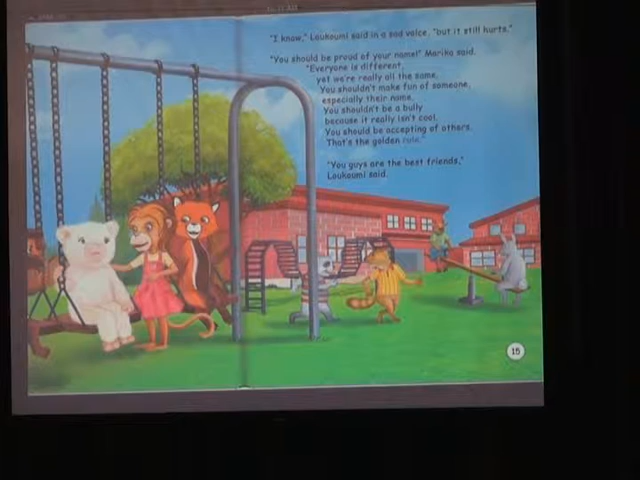 "I know," Loukoumi said in a sad voice, "but it still hurts."
"You should be proud of your name!" Marika said.
"Everyone is different,
yet we're really all the same.
You shouldn't make fun of someone,
especially their name.
You shouldn't be a bully
because it really isn't cool.
You should be accepting of others.
That's the golden rule."
"You guys are the best friends,"
Loukoumi said.
15